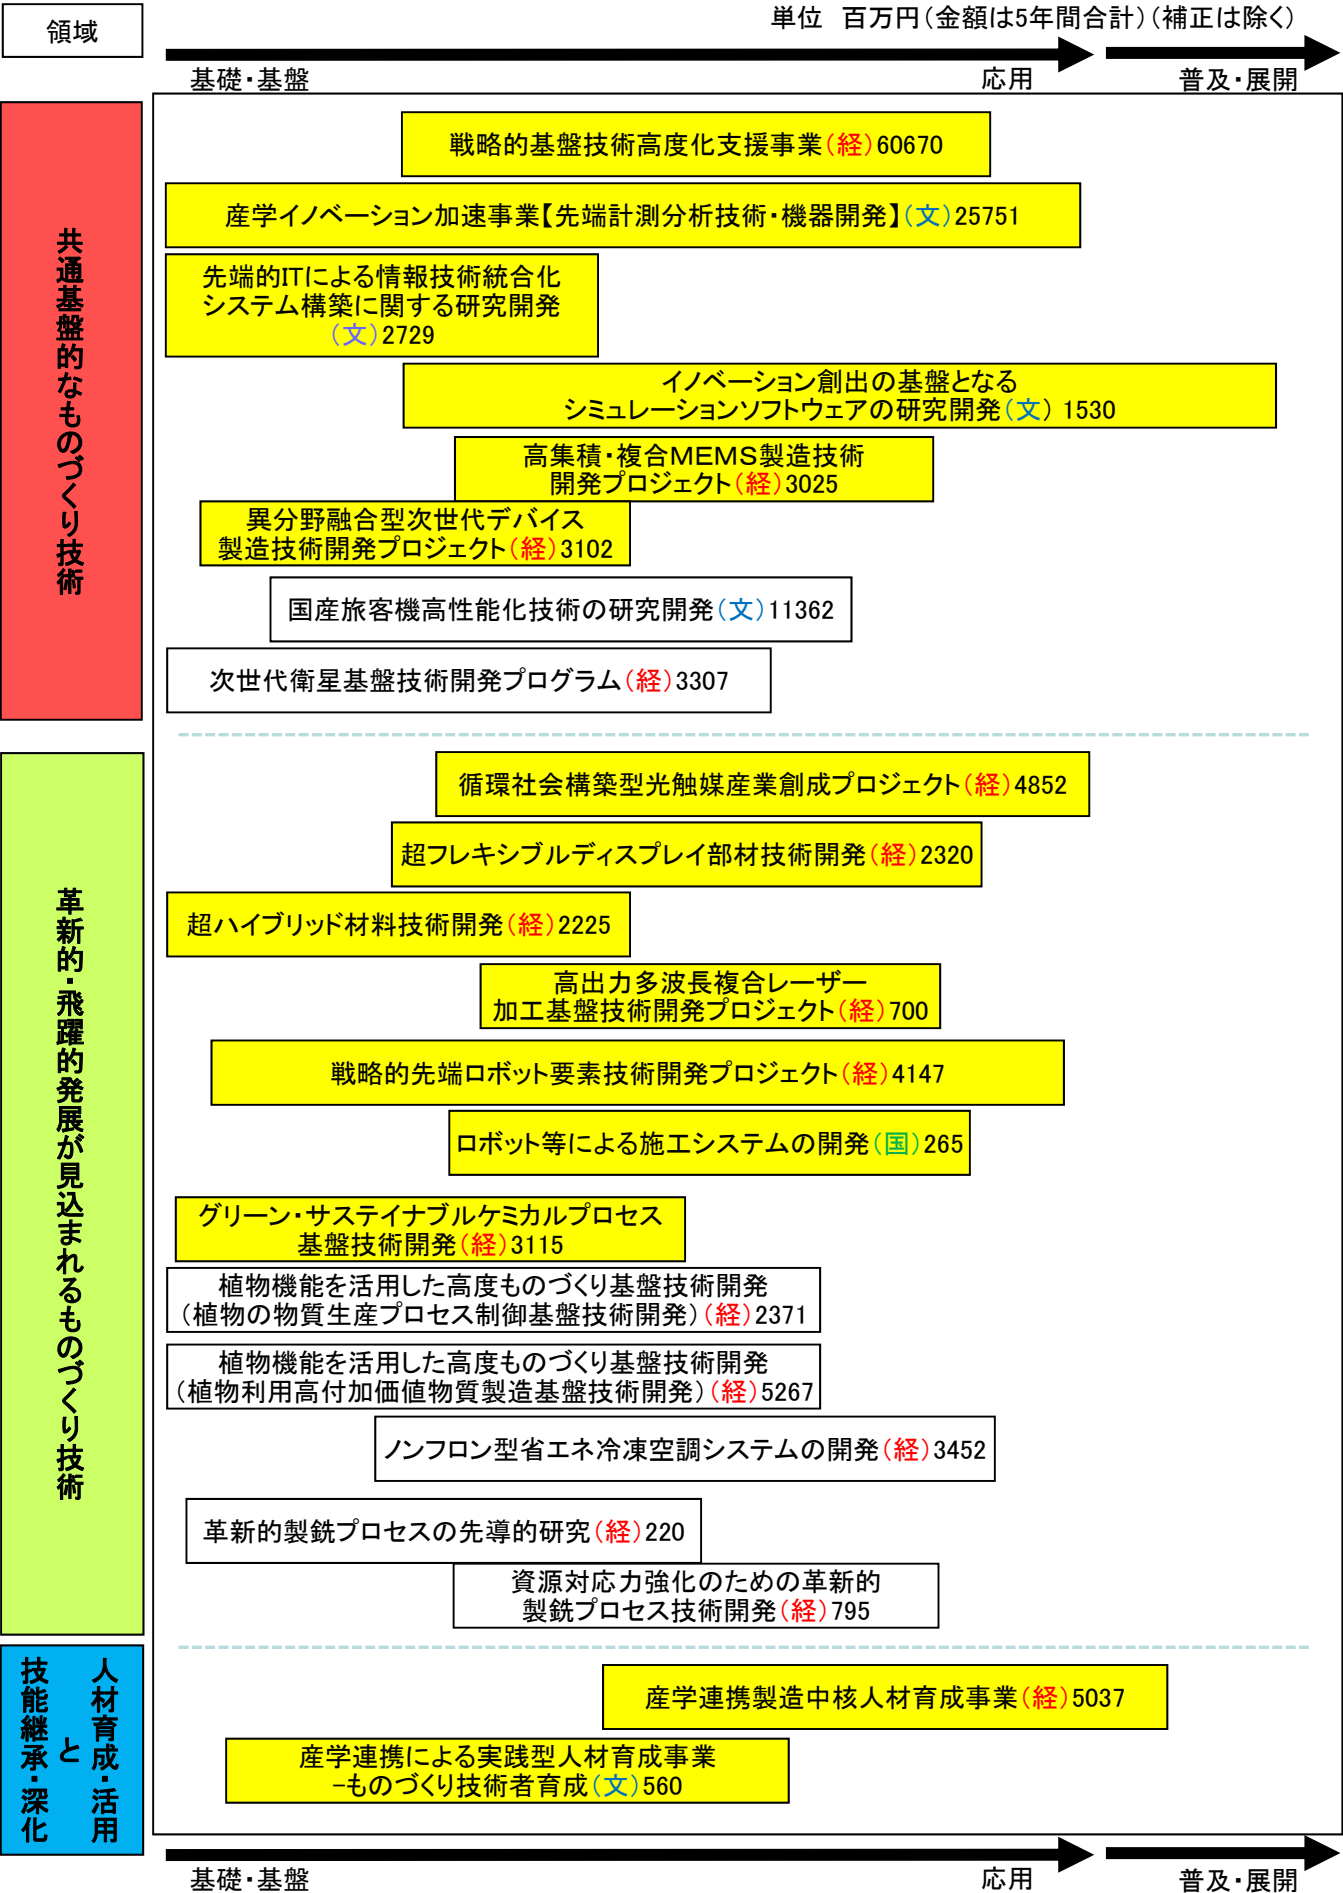 単位　百万円（金額は5年間合計）（補正は除く）
領域
基礎・基盤
応用
普及・展開
共通基盤的なものづくり技術
戦略的基盤技術高度化支援事業（経）60670
産学イノベーション加速事業【先端計測分析技術・機器開発】（文）25751
先端的ITによる情報技術統合化
システム構築に関する研究開発
（文）2729
イノベーション創出の基盤となる
シミュレーションソフトウェアの研究開発（文） 1530
高集積・複合MEMS製造技術
開発プロジェクト（経）3025
異分野融合型次世代デバイス
製造技術開発プロジェクト（経）3102
国産旅客機高性能化技術の研究開発（文）11362
次世代衛星基盤技術開発プログラム（経）3307
革新的・飛躍的発展が見込まれるものづくり技術
循環社会構築型光触媒産業創成プロジェクト（経）4852
超フレキシブルディスプレイ部材技術開発（経）2320
超ハイブリッド材料技術開発（経）2225
高出力多波長複合レーザー
加工基盤技術開発プロジェクト（経）700
戦略的先端ロボット要素技術開発プロジェクト（経）4147
ロボット等による施工システムの開発（国）265
グリーン・サステイナブルケミカルプロセス
基盤技術開発（経）3115
植物機能を活用した高度ものづくり基盤技術開発
（植物の物質生産プロセス制御基盤技術開発）（経）2371
植物機能を活用した高度ものづくり基盤技術開発
（植物利用高付加価値物質製造基盤技術開発）（経）5267
ノンフロン型省エネ冷凍空調システムの開発（経）3452
革新的製銑プロセスの先導的研究（経）220
資源対応力強化のための革新的
製銑プロセス技術開発（経）795
人材育成・活用
と
技能継承・深化
産学連携製造中核人材育成事業（経）5037
産学連携による実践型人材育成事業
-ものづくり技術者育成（文）560
基礎・基盤
応用
普及・展開